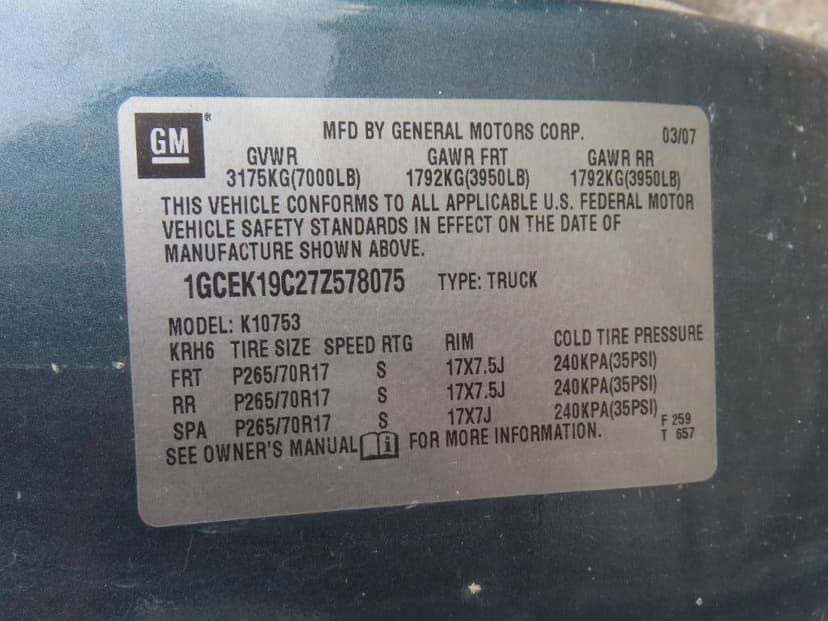 GM
MFD BY GENERAL MOTORS CORP. 03/07
GVWR GAWR FRT GAWR RR
3175KG(7000LB) 1792KG(3950LB) 1792KG(3950LB)
THIS VEHICLE CONFORMS TO ALL APPLICABLE U.S. FEDERAL MOTOR
VEHICLE SAFETY STANDARDS IN EFFECT ON THE DATE OF
MANUFACTURE SHOWN ABOVE.
1GCEK19C27Z578075 TYPE: TRUCK
MODEL: K10753
KRH6 TIRE SIZE SPEED RTG RIM COLD TIRE PRESSURE
FRT P265/70R17 S 17X7.5J 240KPA(35PSI)
RR P265/70R17 S 17X7.5J 240KPA(35PSI)
SPA P265/70R17 S 17X7J 240KPA(35PSI)
SEE OWNER'S MANUAL i FOR MORE INFORMATION.
F 259
T 657